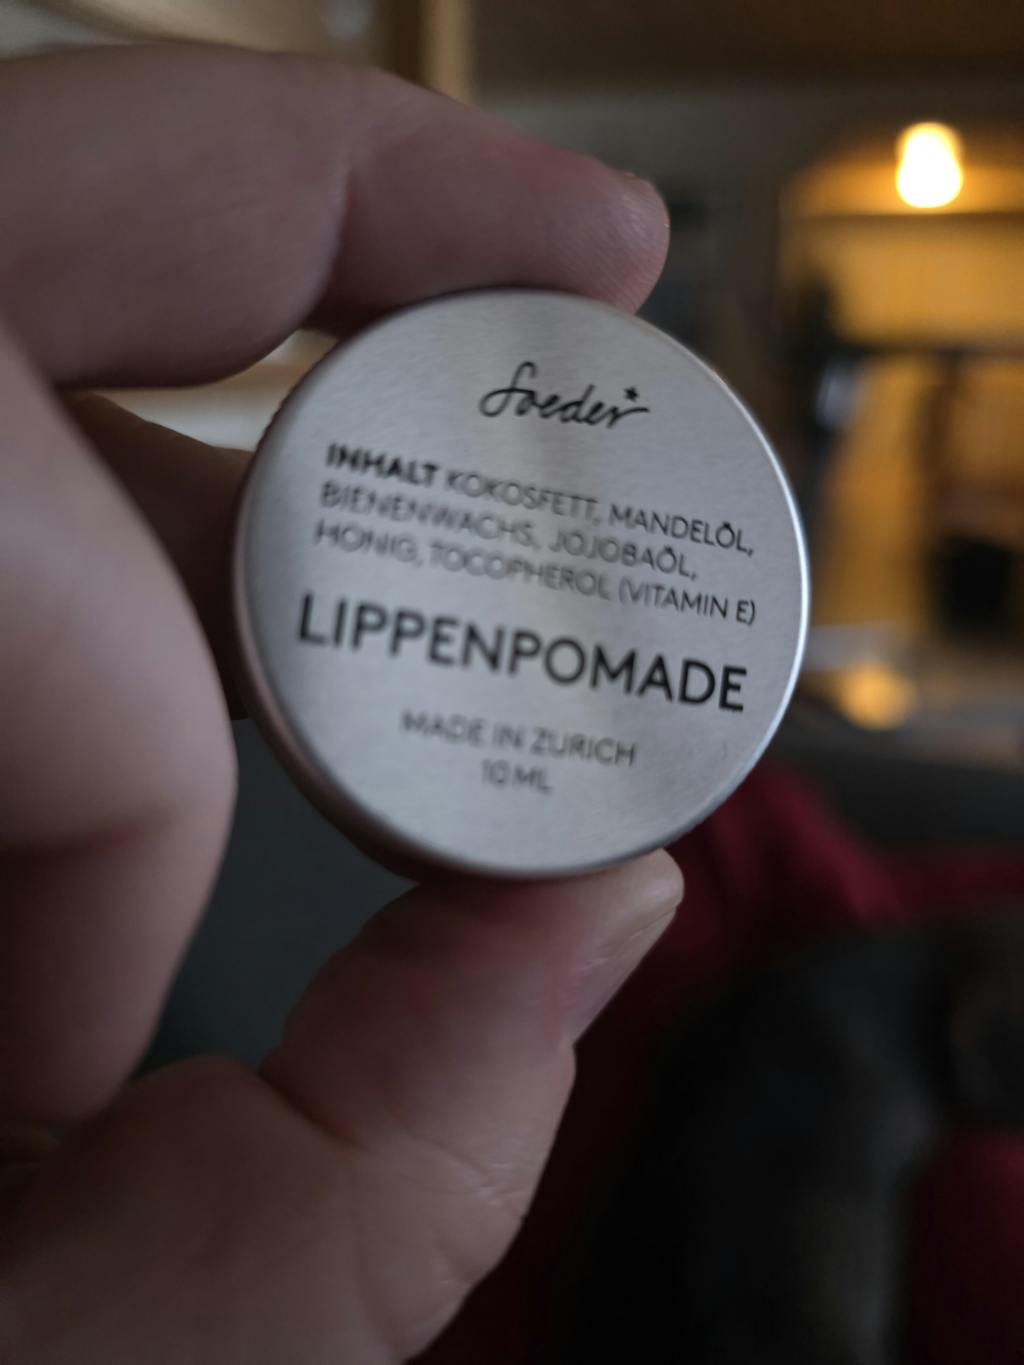 Soeder
INHALT KOKOSFETT, MANDELÖL,
BIENENWACHS, JOJOBAÖL,
HONIG, TOCOPHEROL (VITAMIN E)
LIPPENPOMADE
MADE IN ZURICH
10 ML